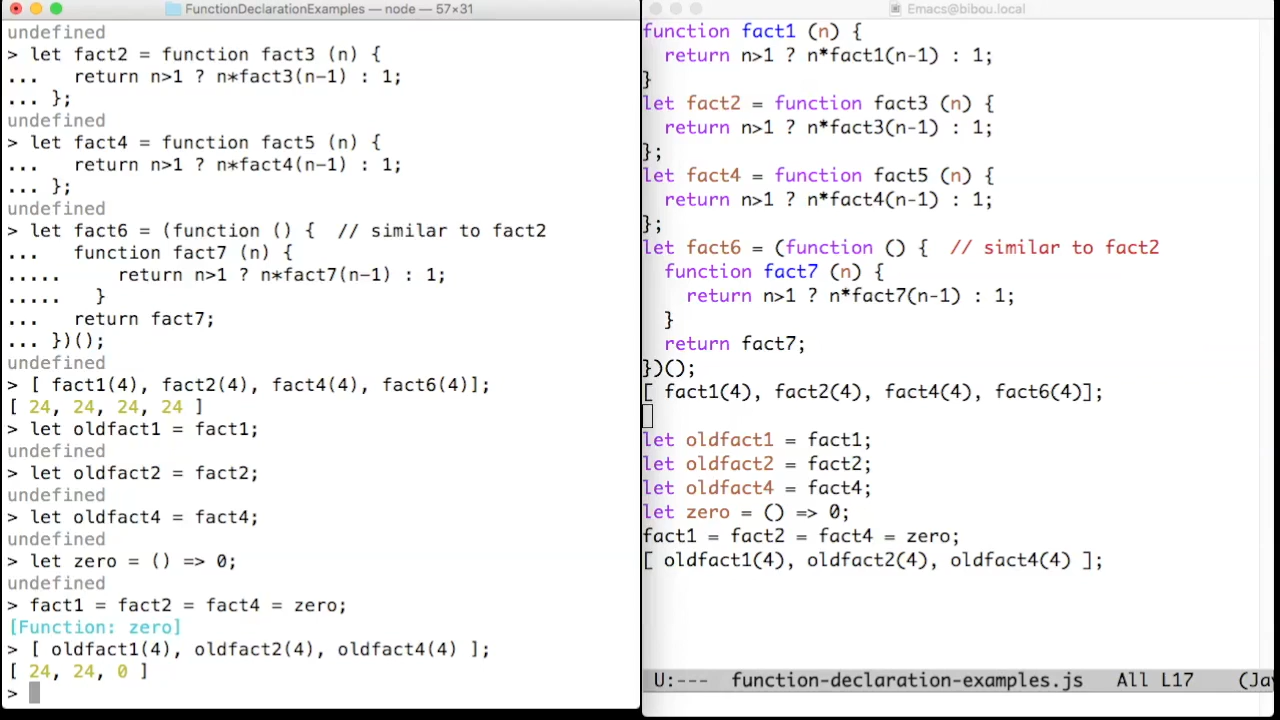 FunctionDeclarationExamples — node — 57×31
undefined
> let fact2 = function fact3 (n) {
...   return n>1 ? n*fact3(n-1) : 1;
... };
undefined
> let fact4 = function fact5 (n) {
...   return n>1 ? n*fact4(n-1) : 1;
... };
undefined
> let fact6 = (function () {  // similar to fact2
...   function fact7 (n) {
.....     return n>1 ? n*fact7(n-1) : 1;
.....   }
...   return fact7;
... })();
undefined
> [ fact1(4), fact2(4), fact4(4), fact6(4)];
[ 24, 24, 24, 24 ]
> let oldfact1 = fact1;
undefined
> let oldfact2 = fact2;
undefined
> let oldfact4 = fact4;
undefined
> let zero = () => 0;
undefined
> fact1 = fact2 = fact4 = zero;
[Function: zero]
> [ oldfact1(4), oldfact2(4), oldfact4(4) ];
[ 24, 24, 0 ]
>
Emacs@bibou.local
function fact1 (n) {
  return n>1 ? n*fact1(n-1) : 1;
}
let fact2 = function fact3 (n) {
  return n>1 ? n*fact3(n-1) : 1;
};
let fact4 = function fact5 (n) {
  return n>1 ? n*fact4(n-1) : 1;
};
let fact6 = (function () {  // similar to fact2
  function fact7 (n) {
    return n>1 ? n*fact7(n-1) : 1;
  }
  return fact7;
})();
[ fact1(4), fact2(4), fact4(4), fact6(4)];
let oldfact1 = fact1;
let oldfact2 = fact2;
let oldfact4 = fact4;
let zero = () => 0;
fact1 = fact2 = fact4 = zero;
[ oldfact1(4), oldfact2(4), oldfact4(4) ];
U:---  function-declaration-examples.js   All L17    (Ja